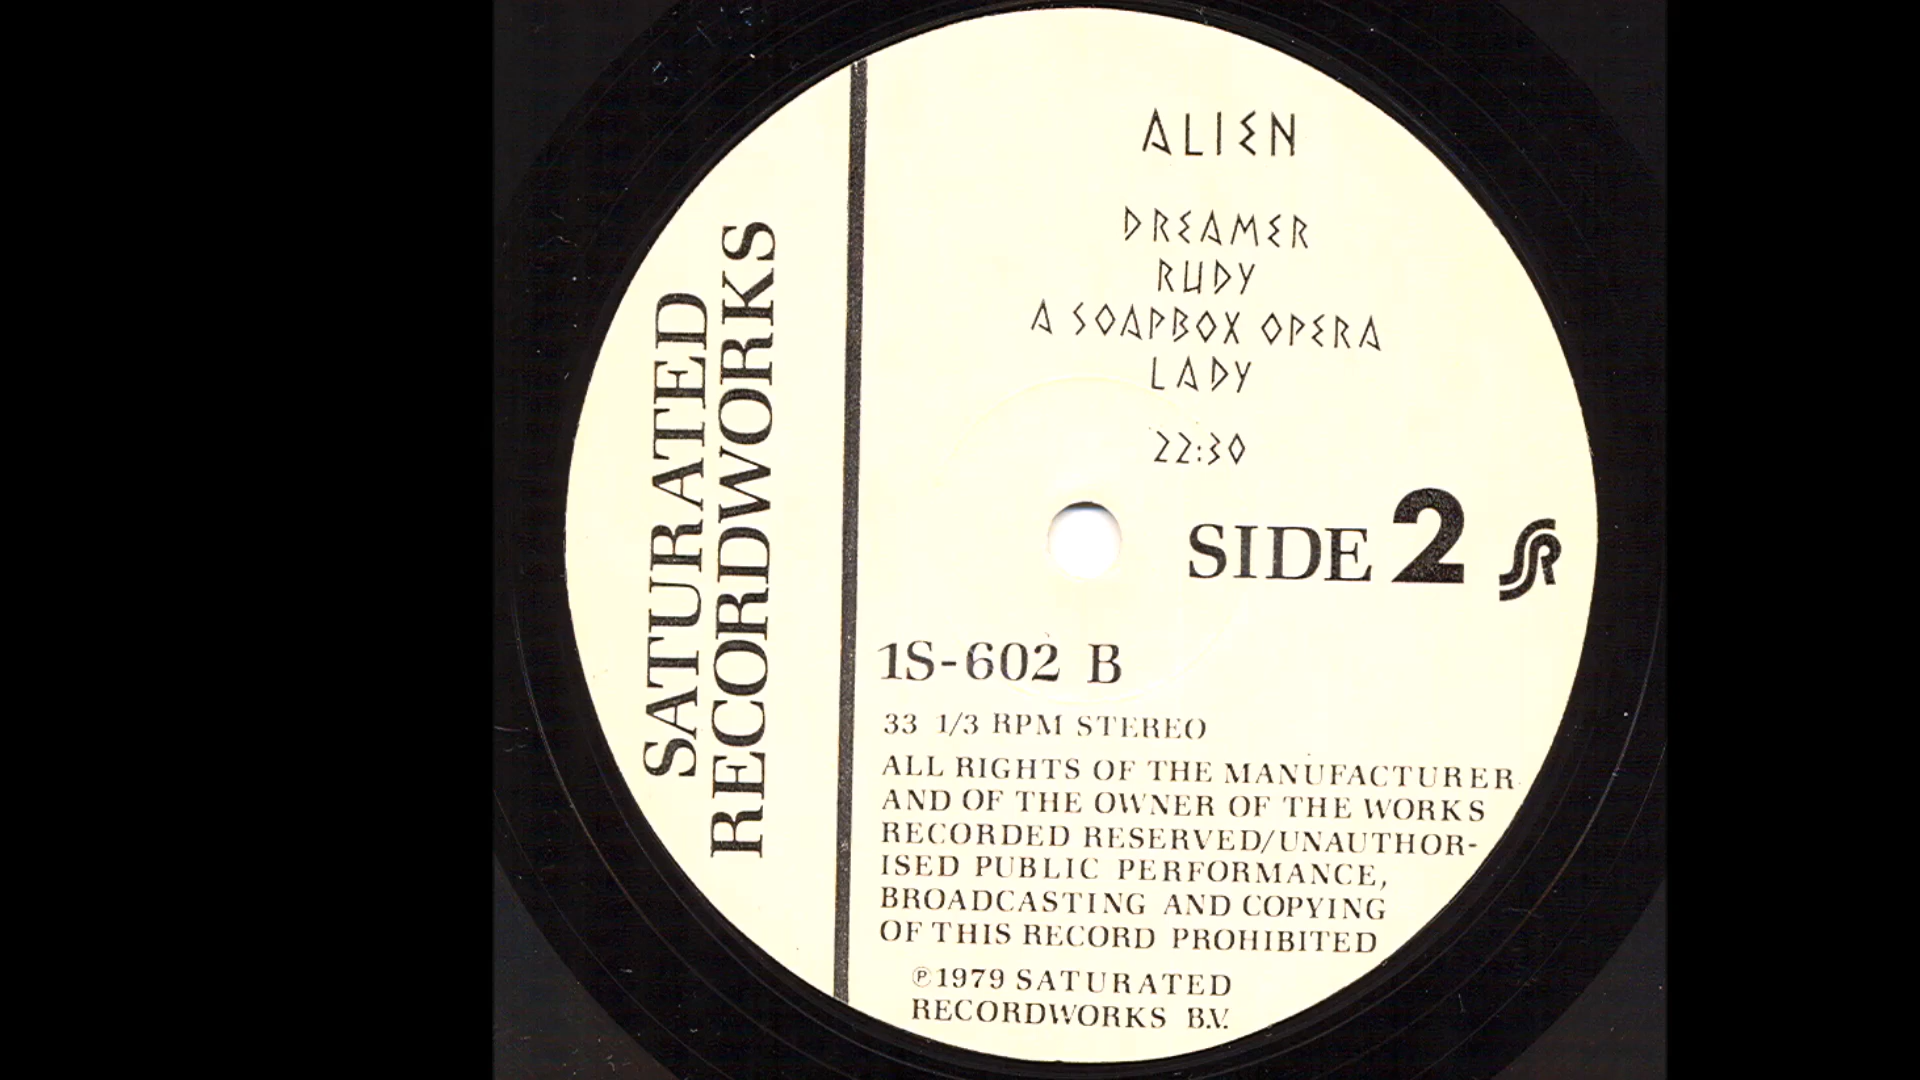 SATURATED
RECORDWORKS
ALIEN
DREAMER
RUDY
A SOAPBOX OPERA
LADY
22:30
SIDE 2 SR
1S-602 B
33 1/3 RPM STEREO
ALL RIGHTS OF THE MANUFACTURER
AND OF THE OWNER OF THE WORKS
RECORDED RESERVED/UNAUTHOR-
ISED PUBLIC PERFORMANCE,
BROADCASTING AND COPYING
OF THIS RECORD PROHIBITED
℗1979 SATURATED
RECORDWORKS B.V.